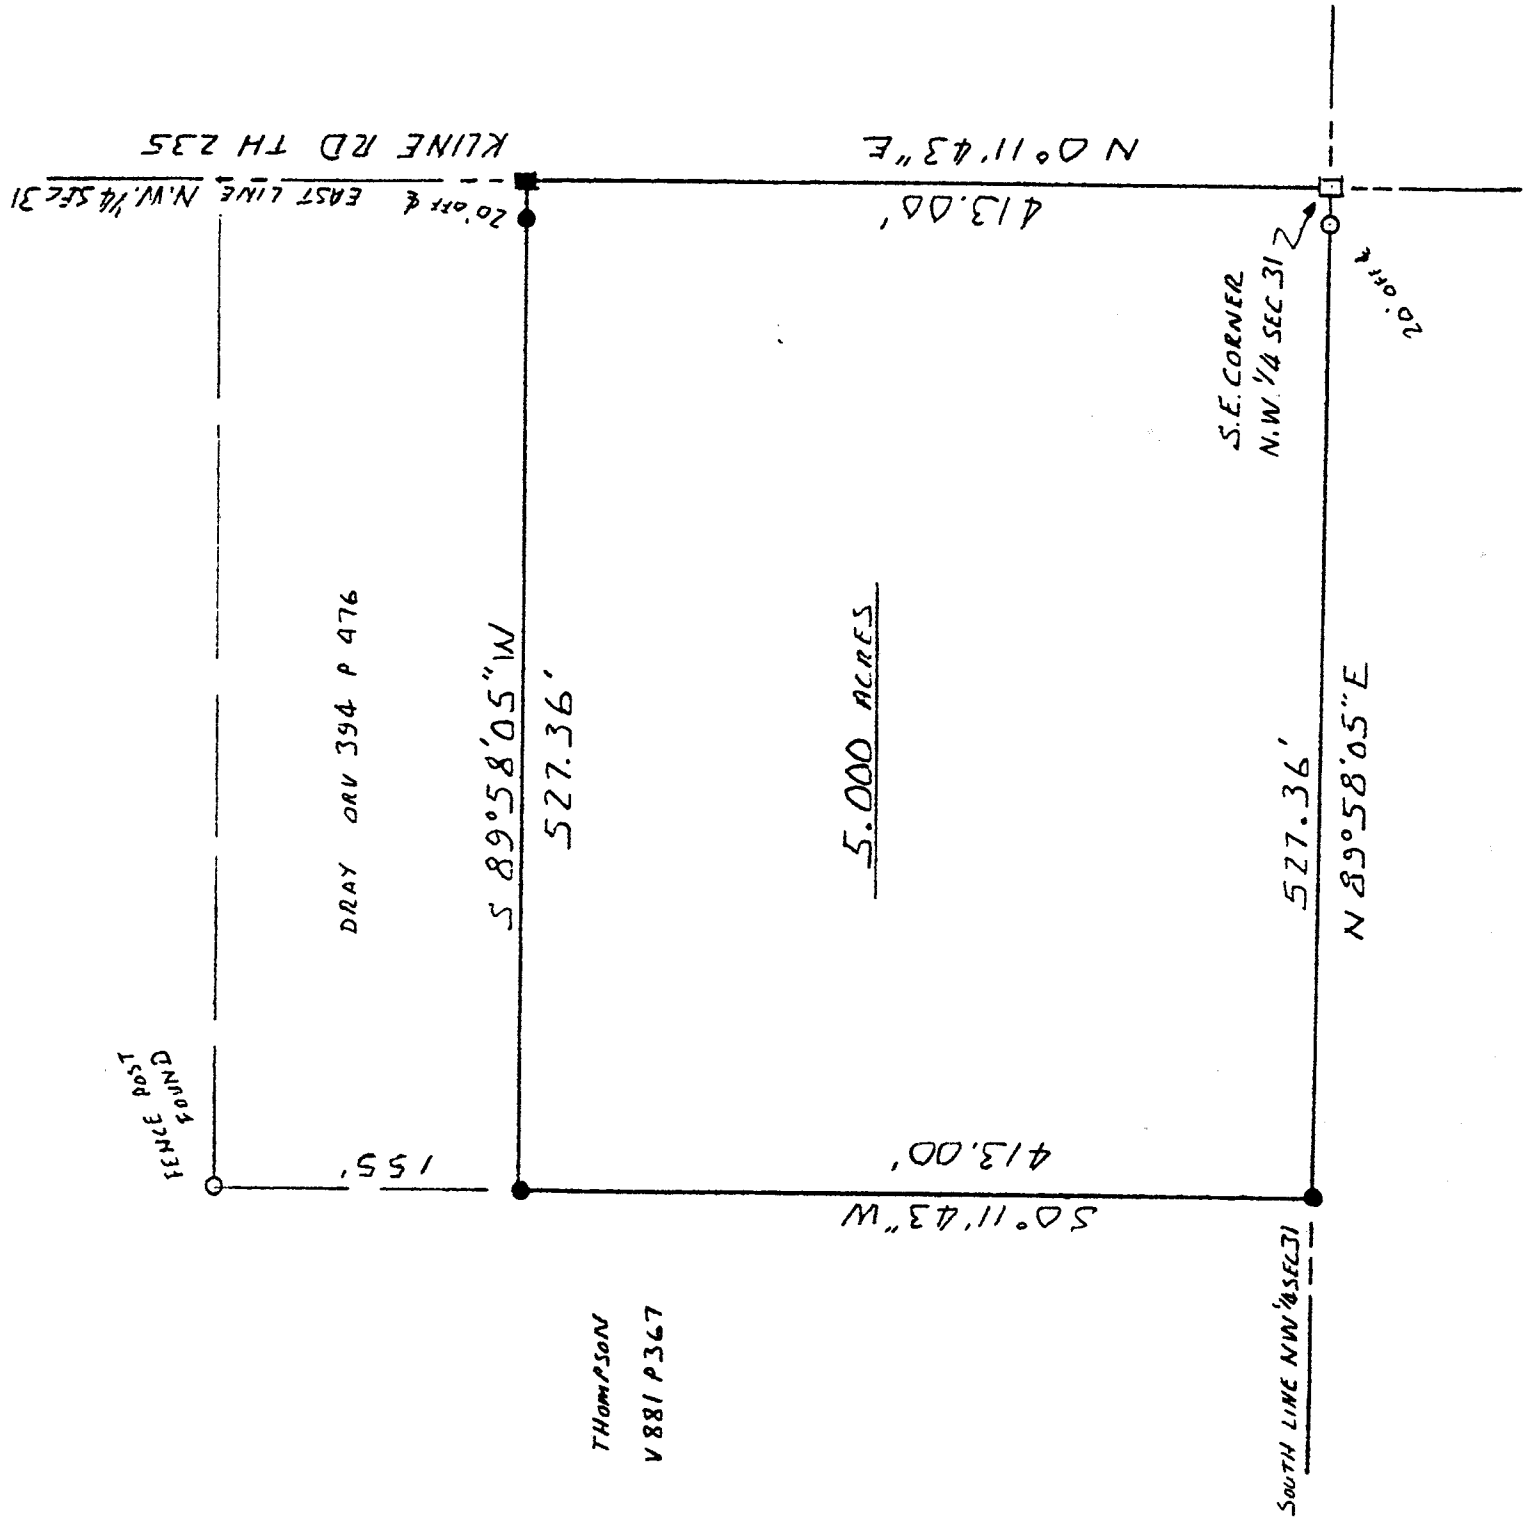 KLINE RD TH 235
20' OFF ℄ EAST LINE N.W. 1/4 SEC 31
N 0° 11' 43" E
413.00'
S.E. CORNER
N.W. 1/4 SEC 31
20' OFF ℄
DRAY ORV 394 P 476
S 89° 58' 05" W
527.36'
5.000 ACRES
527.36'
N 89° 58' 05" E
FENCE POST
FOUND
155'
413.00'
S 0° 11' 43" W
THOMPSON
V 881 P 367
SOUTH LINE NW 1/4 SEC 31